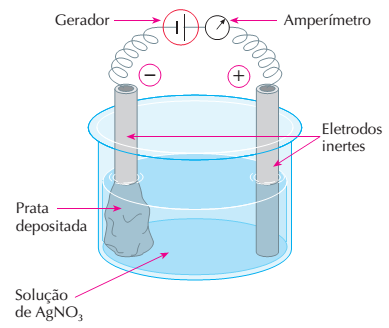 Gerador
Amperímetro
−
+
Eletrodos
inertes
Prata
depositada
Solução
de AgNO₃